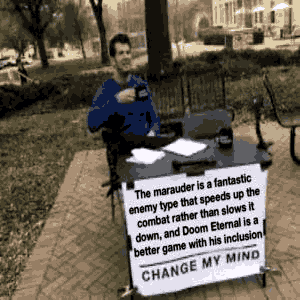 The marauder is a fantastic
enemy type that speeds up the
combat rather than slows it
down, and Doom Eternal is a
better game with his inclusion
CHANGE MY MIND